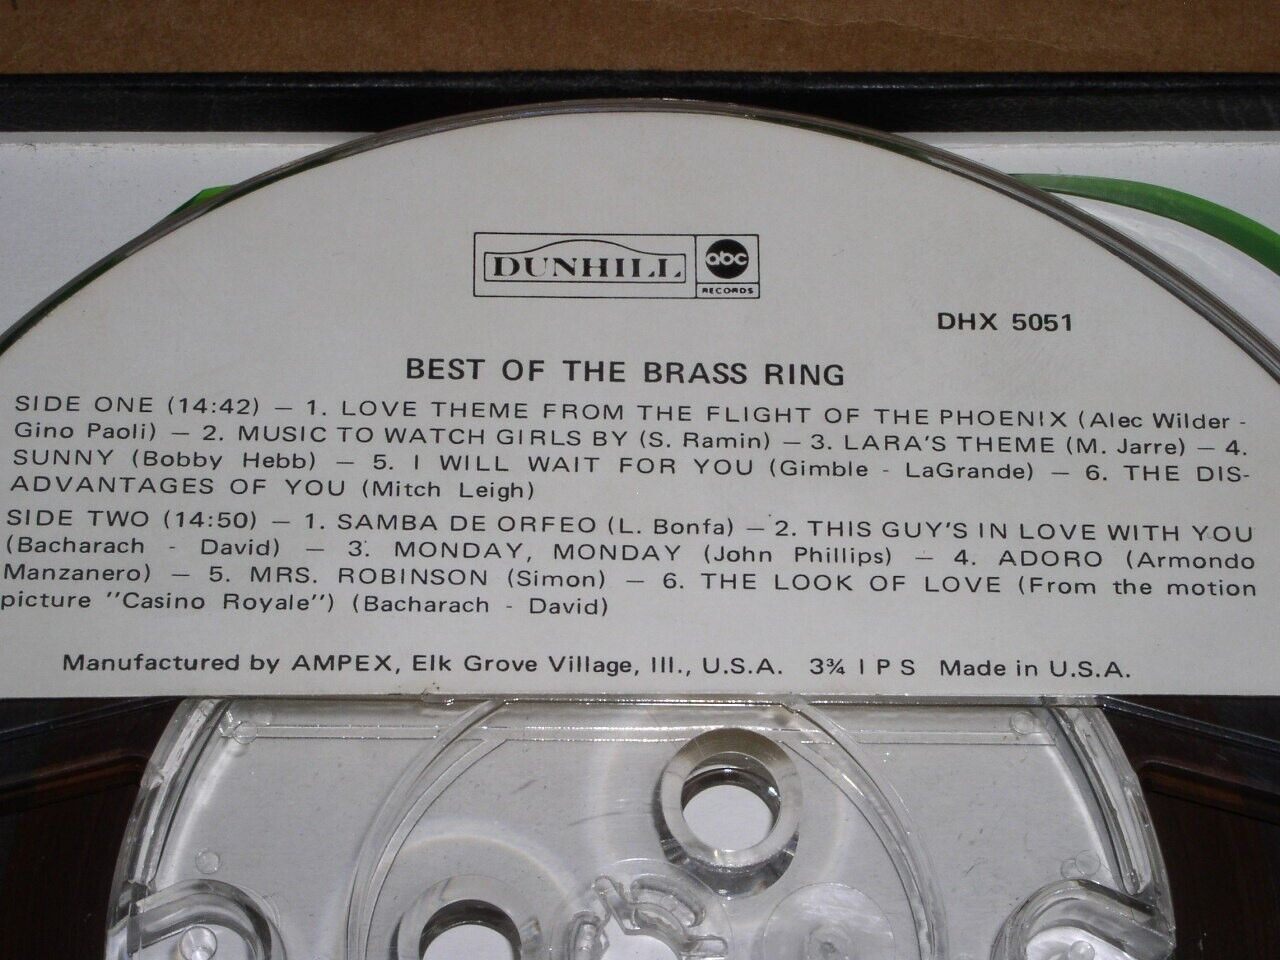 DUNHILL abc RECORDS
DHX 5051
BEST OF THE BRASS RING
SIDE ONE (14:42) — 1. LOVE THEME FROM THE FLIGHT OF THE PHOENIX (Alec Wilder -
Gino Paoli) — 2. MUSIC TO WATCH GIRLS BY (S. Ramin) — 3. LARA'S THEME (M. Jarre) — 4.
SUNNY (Bobby Hebb) — 5. I WILL WAIT FOR YOU (Gimble - LaGrande) — 6. THE DIS-
ADVANTAGES OF YOU (Mitch Leigh)
SIDE TWO (14:50) — 1. SAMBA DE ORFEO (L. Bonfa) — 2. THIS GUY'S IN LOVE WITH YOU
(Bacharach - David) — 3. MONDAY, MONDAY (John Phillips) — 4. ADORO (Armondo
Manzanero) — 5. MRS. ROBINSON (Simon) — 6. THE LOOK OF LOVE (From the motion
picture "Casino Royale") (Bacharach - David)
Manufactured by AMPEX, Elk Grove Village, Ill., U.S.A. 3¾ I P S Made in U.S.A.